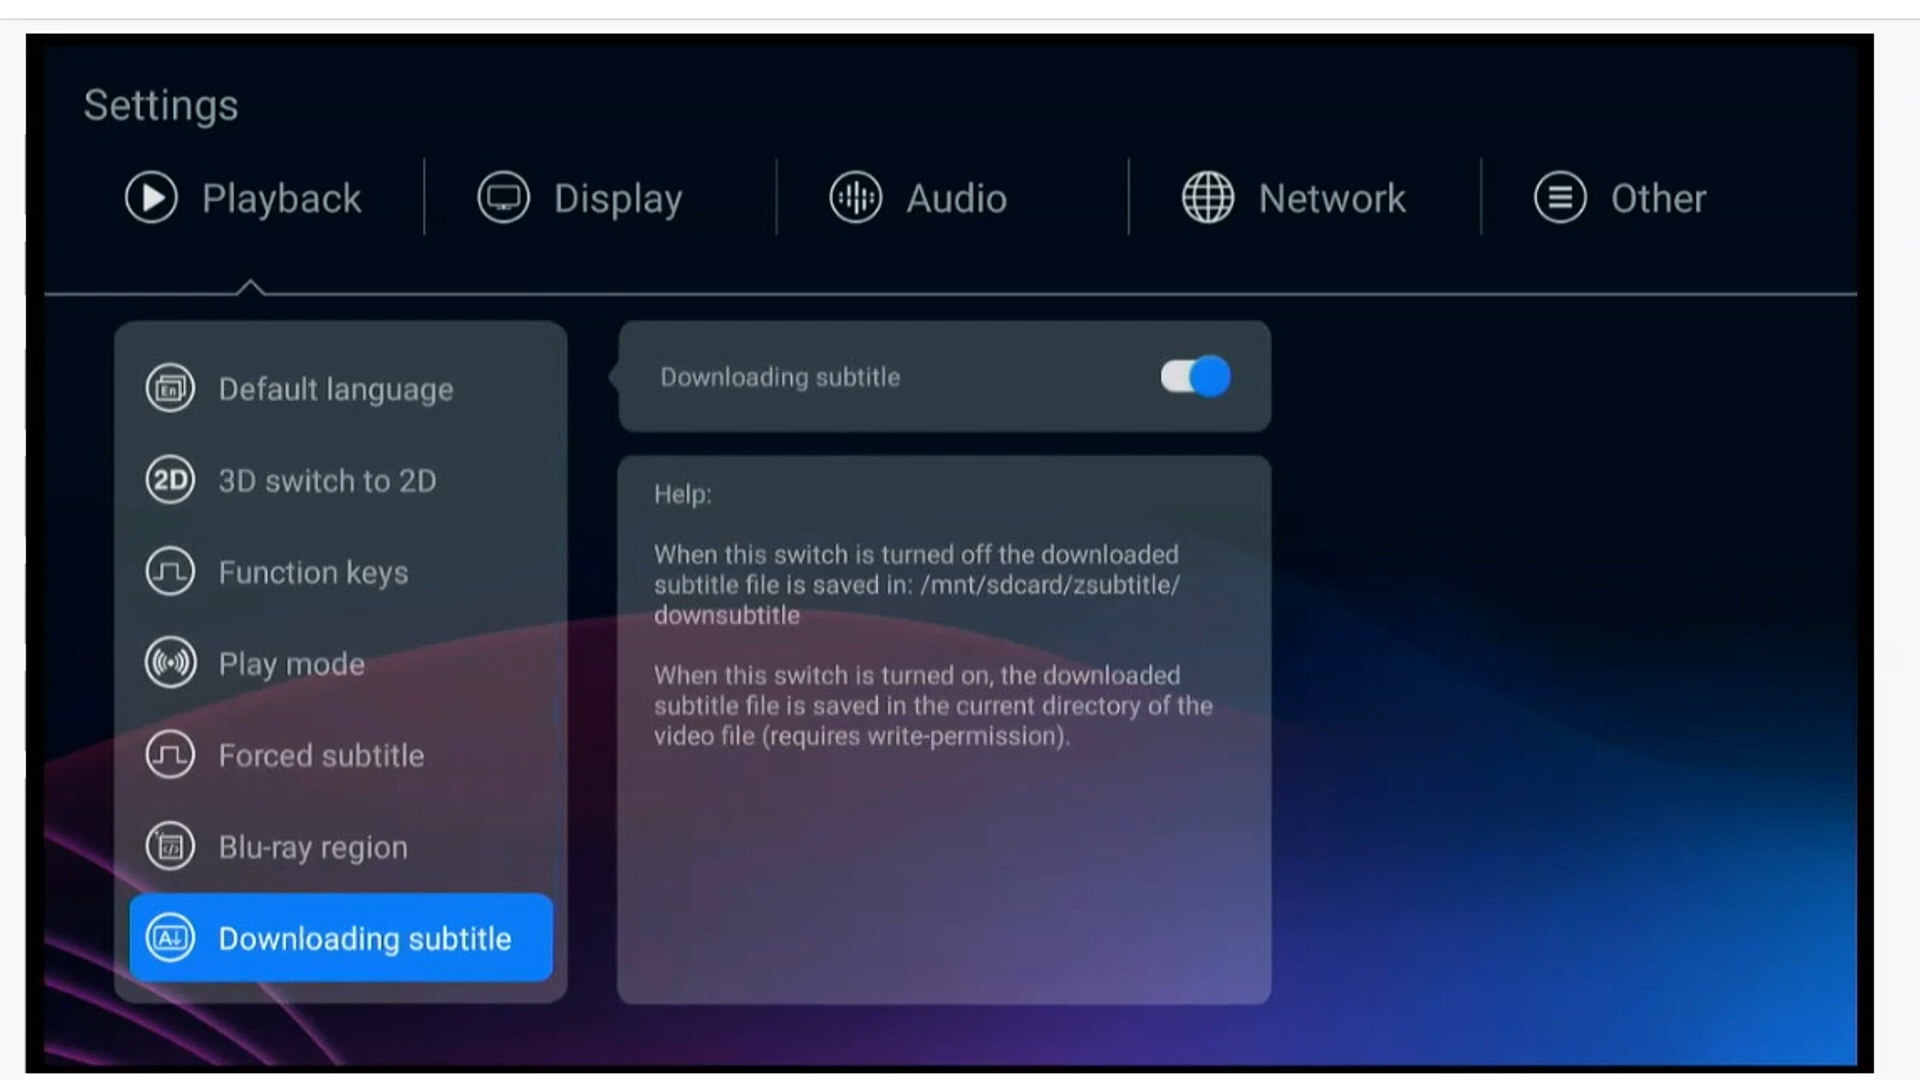 Settings
Playback
Display
Audio
Network
Other
En
Default language
2D
3D switch to 2D
Function keys
Play mode
Forced subtitle
Blu-ray region
A
Downloading subtitle
Downloading subtitle
Help:
When this switch is turned off the downloaded
subtitle file is saved in: /mnt/sdcard/zsubtitle/
downsubtitle
When this switch is turned on, the downloaded
subtitle file is saved in the current directory of the
video file (requires write-permission).